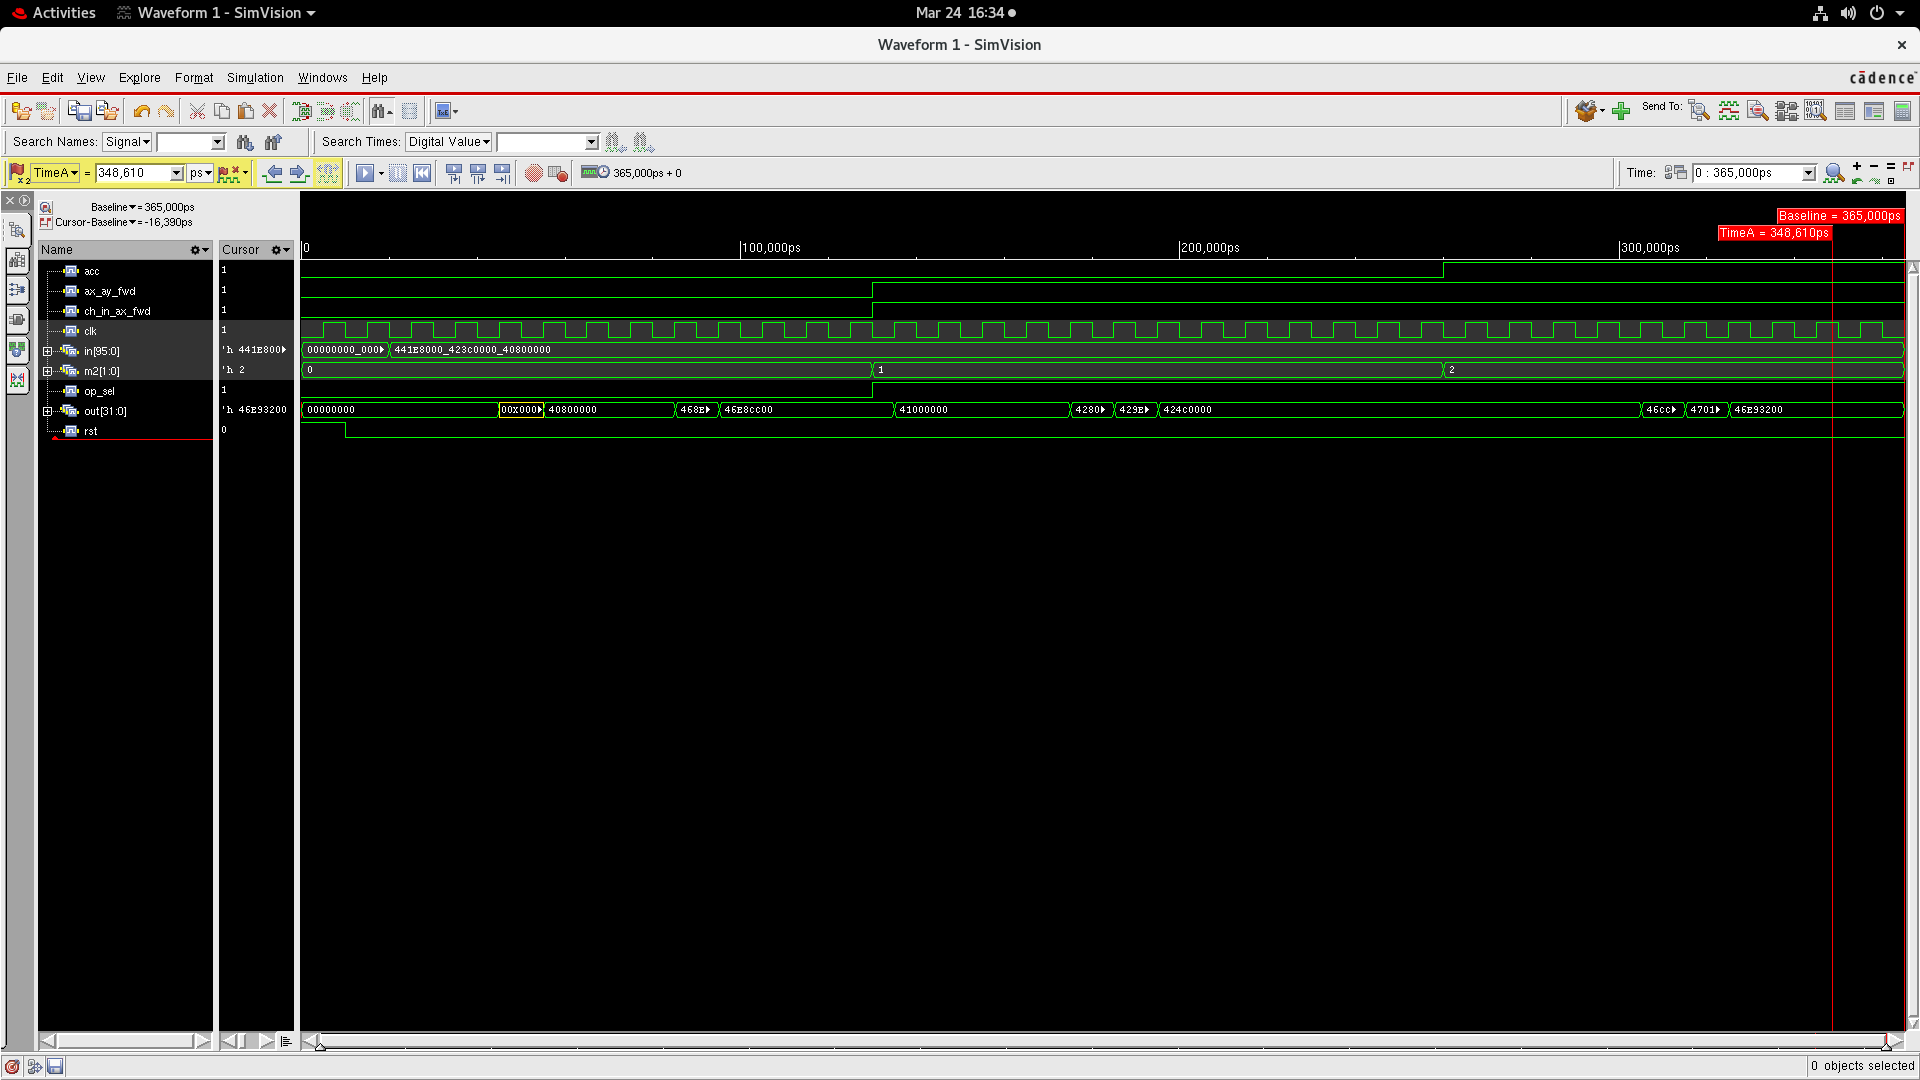 Activities Waveform 1 - SimVision Mar 24 16:34
Waveform 1 - SimVision
File Edit View Explore Format Simulation Windows Help cādence
Search Names: Signal Search Times: Digital Value Send To:
TimeA = 348,610 ps 365,000ps + 0 Time: 0 : 365,000ps
Baseline = 365,000ps
Cursor-Baseline = -16,390ps
Baseline = 365,000ps
TimeA = 348,610ps
Name Cursor 0 100,000ps 200,000ps 300,000ps
acc 1
ax_ay_fwd 1
ch_in_ax_fwd 1
clk 1
in[95:0] 'h 441E800 00000000_000 441E8000_423C0000_40800000
m2[1:0] 'h 2 0 1 2
op_sel 1
out[31:0] 'h 46E93200 00000000 00X000 40800000 468E 46E8CC00 41000000 4280 429E 424C0000 46CC 4701 46E93200
rst 0
0 objects selected